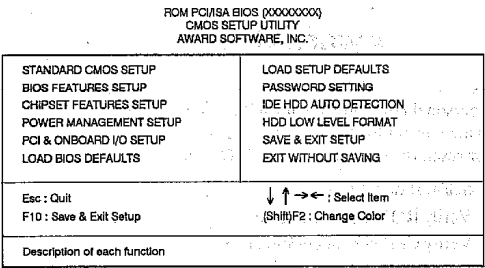 ROM PCI/ISA BIOS (XXXXXXXX)
CMOS SETUP UTILITY
AWARD SOFTWARE, INC.
STANDARD CMOS SETUP
BIOS FEATURES SETUP
CHIPSET FEATURES SETUP
POWER MANAGEMENT SETUP
PCI & ONBOARD I/O SETUP
LOAD BIOS DEFAULTS
LOAD SETUP DEFAULTS
PASSWORD SETTING
IDE HDD AUTO DETECTION
HDD LOW LEVEL FORMAT
SAVE & EXIT SETUP
EXIT WITHOUT SAVING
Esc : Quit
F10 : Save & Exit Setup
↓ ↑ → ← : Select Item
(Shift)F2 : Change Color
Description of each function